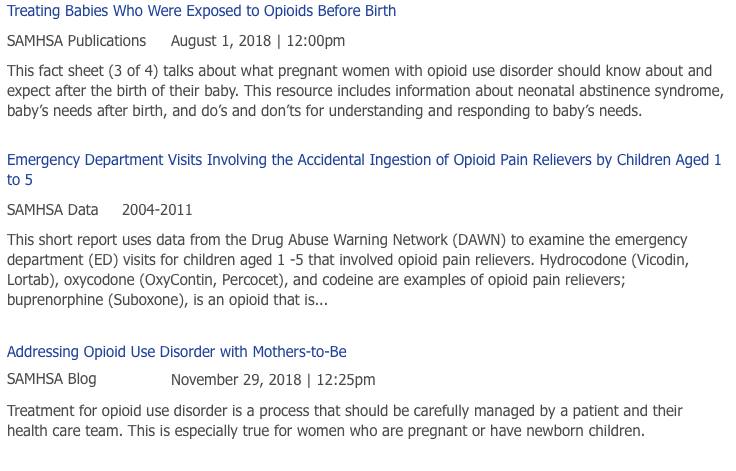 Treating Babies Who Were Exposed to Opioids Before Birth
SAMHSA Publications August 1, 2018 | 12:00pm
This fact sheet (3 of 4) talks about what pregnant women with opioid use disorder should know about and
expect after the birth of their baby. This resource includes information about neonatal abstinence syndrome,
baby’s needs after birth, and do’s and don’ts for understanding and responding to baby’s needs.
Emergency Department Visits Involving the Accidental Ingestion of Opioid Pain Relievers by Children Aged 1
to 5
SAMHSA Data 2004-2011
This short report uses data from the Drug Abuse Warning Network (DAWN) to examine the emergency
department (ED) visits for children aged 1 -5 that involved opioid pain relievers. Hydrocodone (Vicodin,
Lortab), oxycodone (OxyContin, Percocet), and codeine are examples of opioid pain relievers;
buprenorphine (Suboxone), is an opioid that is...
Addressing Opioid Use Disorder with Mothers-to-Be
SAMHSA Blog November 29, 2018 | 12:25pm
Treatment for opioid use disorder is a process that should be carefully managed by a patient and their
health care team. This is especially true for women who are pregnant or have newborn children.